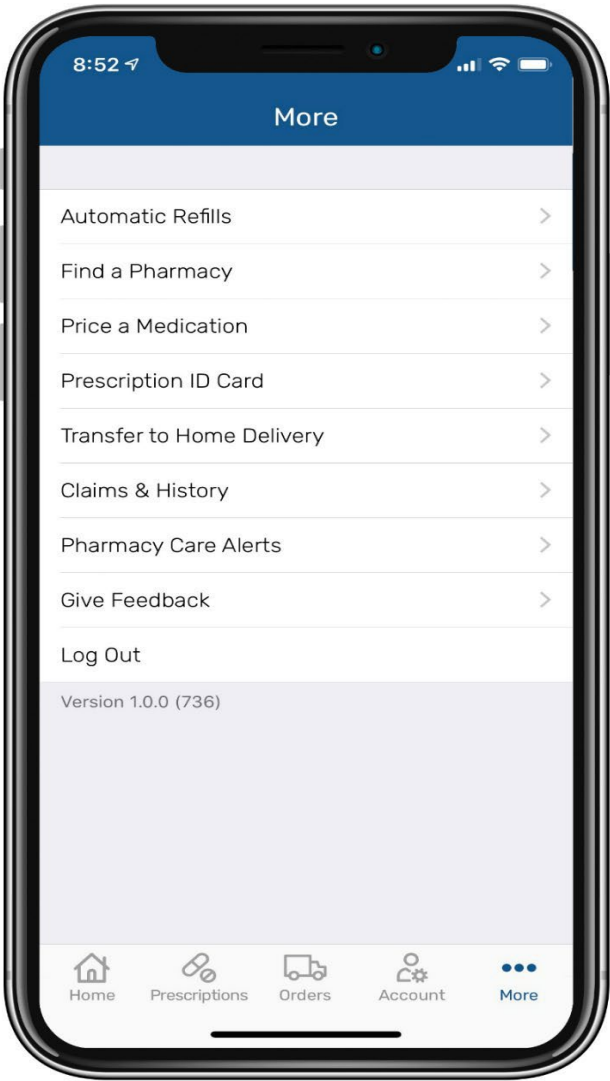 8:52
More
Automatic Refills
Find a Pharmacy
Price a Medication
Prescription ID Card
Transfer to Home Delivery
Claims & History
Pharmacy Care Alerts
Give Feedback
Log Out
Version 1.0.0 (736)
Home Prescriptions Orders Account More